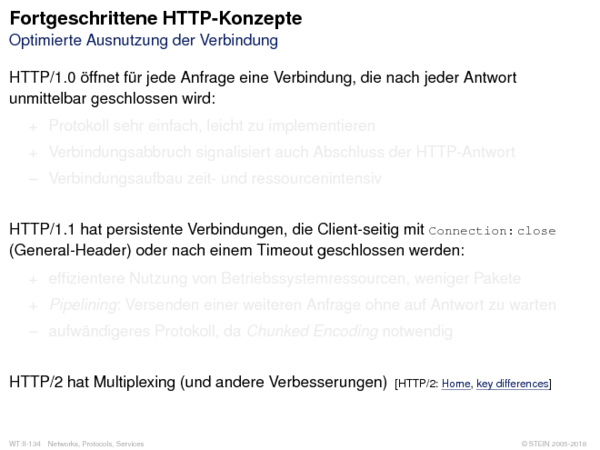 Fortgeschrittene HTTP-Konzepte
Optimierte Ausnutzung der Verbindung
HTTP/1.0 öffnet für jede Anfrage eine Verbindung, die nach jeder Antwort
unmittelbar geschlossen wird:
+ Protokoll sehr einfach, leicht zu implementieren
+ Verbindungsabbruch signalisiert auch Abschluss der HTTP-Antwort
– Verbindungsaufbau zeit- und ressourcenintensiv
HTTP/1.1 hat persistente Verbindungen, die Client-seitig mit Connection:close
(General-Header) oder nach einem Timeout geschlossen werden:
+ effizientere Nutzung von Betriebssystemressourcen, weniger Pakete
+ Pipelining: Versenden einer weiteren Anfrage ohne auf Antwort zu warten
– aufwändigeres Protokoll, da Chunked Encoding notwendig
HTTP/2 hat Multiplexing (und andere Verbesserungen) [HTTP/2: Home, key differences]
WT:II-134 Networks, Protocols, Services © STEIN 2005-2018